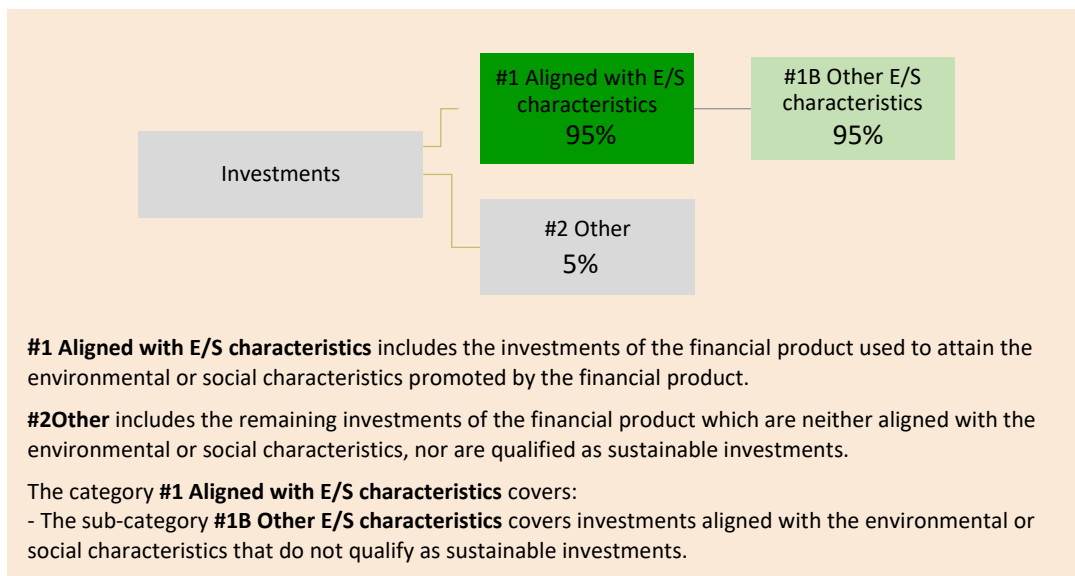 #1 Aligned with E/S
characteristics
95%
#1B Other E/S
characteristics
95%
Investments
#2 Other
5%
#1 Aligned with E/S characteristics includes the investments of the financial product used to attain the
environmental or social characteristics promoted by the financial product.
#2Other includes the remaining investments of the financial product which are neither aligned with the
environmental or social characteristics, nor are qualified as sustainable investments.
The category #1 Aligned with E/S characteristics covers:
- The sub-category #1B Other E/S characteristics covers investments aligned with the environmental or
social characteristics that do not qualify as sustainable investments.